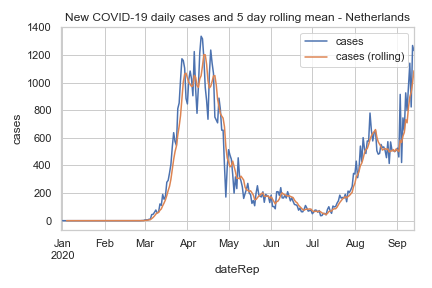 New COVID-19 daily cases and 5 day rolling mean - Netherlands
1400
1200
1000
800
600
400
200
0
cases
cases
cases (rolling)
Jan Feb Mar Apr May Jun Jul Aug Sep
2020
dateRep